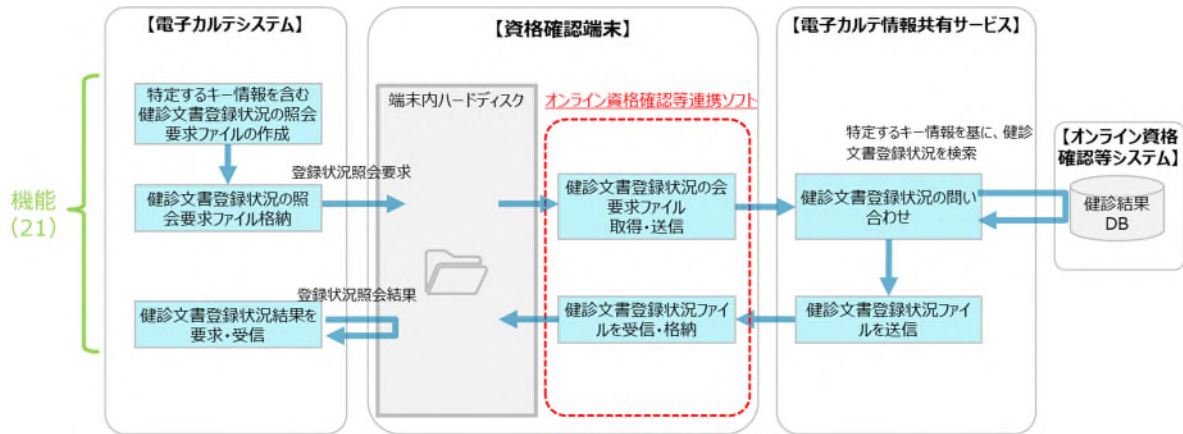 【電子カルテシステム】
【資格確認端末】
【電子カルテ情報共有サービス】
機能
(21)
特定するキー情報を含む
健診文書登録状況の照会
要求ファイルの作成
登録状況照会要求
健診文書登録状況の照
会要求ファイル格納
端末内ハードディスク
オンライン資格確認等連携ソフト
健診文書登録状況の会
要求ファイル
取得・送信
特定するキー情報を基に、健診
文書登録状況を検索
健診文書登録状況の問い
合わせ
【オンライン資格
確認等システム】
健診結果
DB
登録状況照会結果
健診文書登録状況結果を
要求・受信
健診文書登録状況ファイ
ルを受信・格納
健診文書登録状況ファイル
を送信